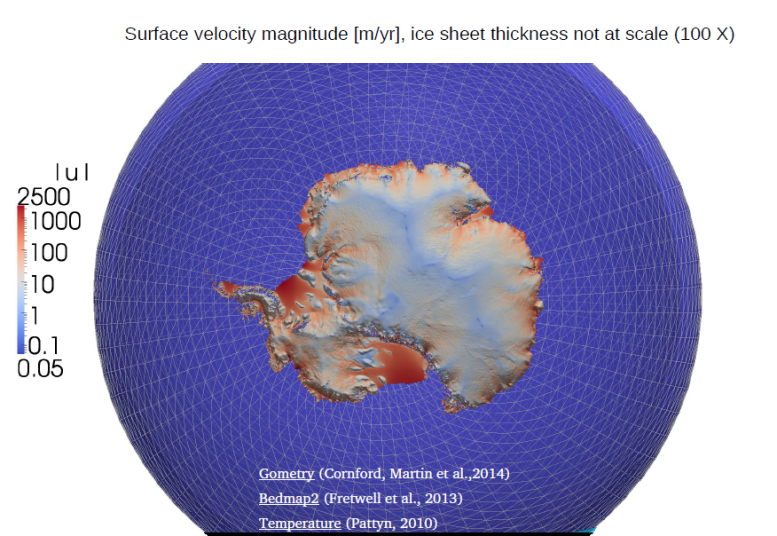 Surface velocity magnitude [m/yr], ice sheet thickness not at scale (100 X)
|u|
2500
1000
100
10
1
0.1
0.05
Gometry (Cornford, Martin et al.,2014)
Bedmap2 (Fretwell et al., 2013)
Temperature (Pattyn, 2010)